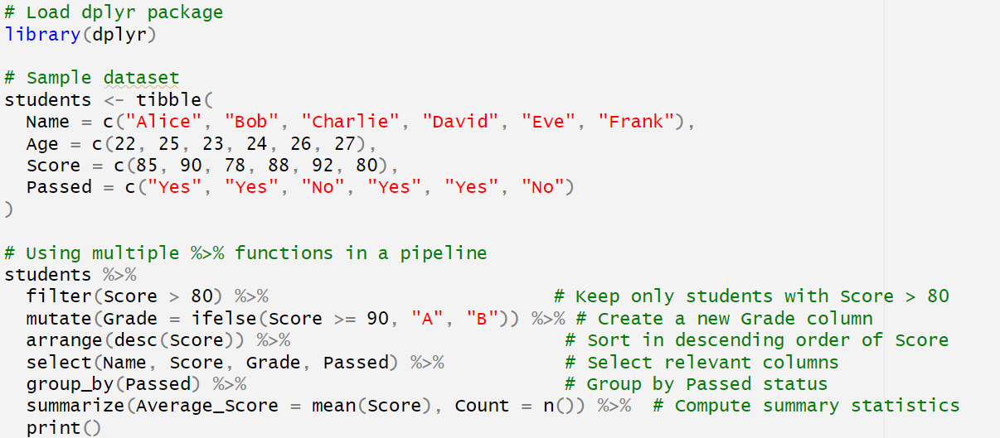 # Load dplyr package
library(dplyr)

# Sample dataset
students <- tibble(
  Name = c("Alice", "Bob", "Charlie", "David", "Eve", "Frank"),
  Age = c(22, 25, 23, 24, 26, 27),
  Score = c(85, 90, 78, 88, 92, 80),
  Passed = c("Yes", "Yes", "No", "Yes", "Yes", "No")
)

# Using multiple %>% functions in a pipeline
students %>%
  filter(Score > 80) %>%                          # Keep only students with Score > 80
  mutate(Grade = ifelse(Score >= 90, "A", "B")) %>% # Create a new Grade column
  arrange(desc(Score)) %>%                         # Sort in descending order of Score
  select(Name, Score, Grade, Passed) %>%           # Select relevant columns
  group_by(Passed) %>%                             # Group by Passed status
  summarize(Average_Score = mean(Score), Count = n()) %>%  # Compute summary statistics
  print()